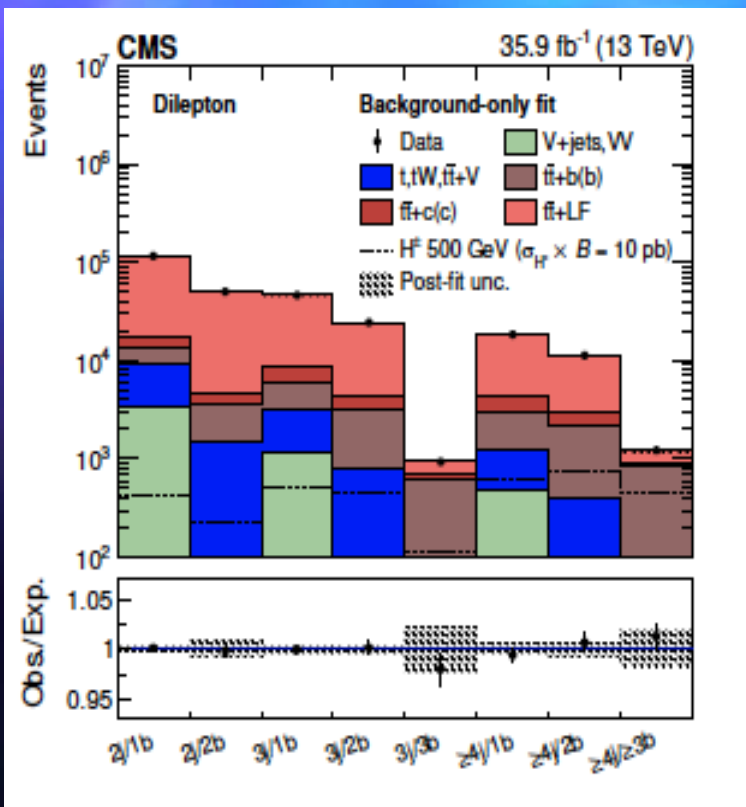 CMS 35.9 fb⁻¹ (13 TeV)
Events
10⁷
10⁶
10⁵
10⁴
10³
10²
Dilepton
Background-only fit
Data
V+jets, VV
t,tW,tt̄+V
tt̄+b(b)
tt̄+c(c)
tt̄+LF
H± 500 GeV (σ_H± × B = 10 pb)
Post-fit unc.
Obs./Exp.
1.05
1
0.95
2j/1b 2j/2b 3j/1b 3j/2b 3j/3b ≥4j/1b ≥4j/2b ≥4j/≥3b